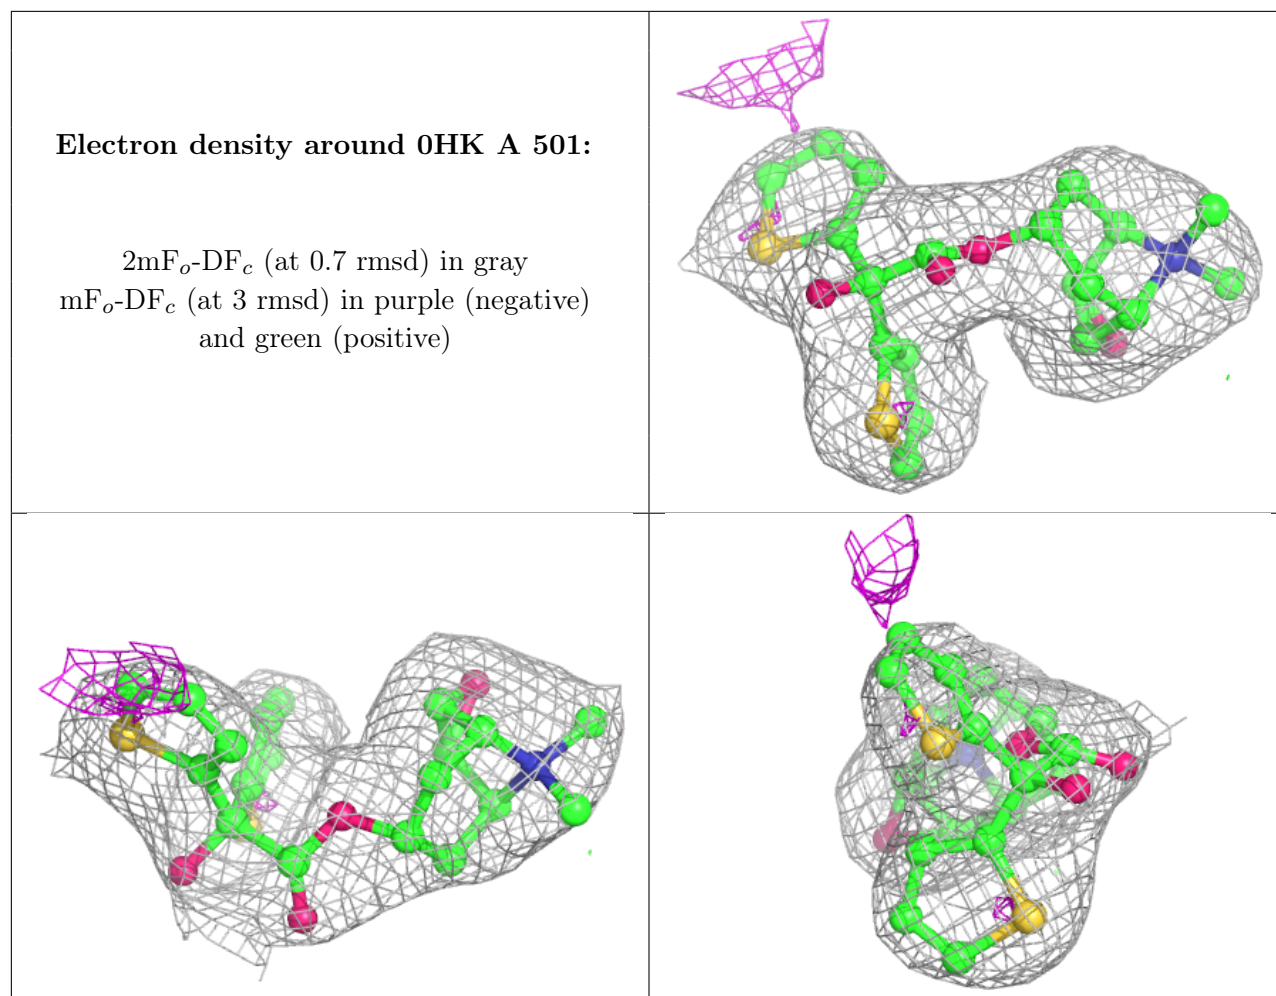 Electron density around 0HK A 501:
2mFo-DFc (at 0.7 rmsd) in gray
mFo-DFc (at 3 rmsd) in purple (negative)
and green (positive)